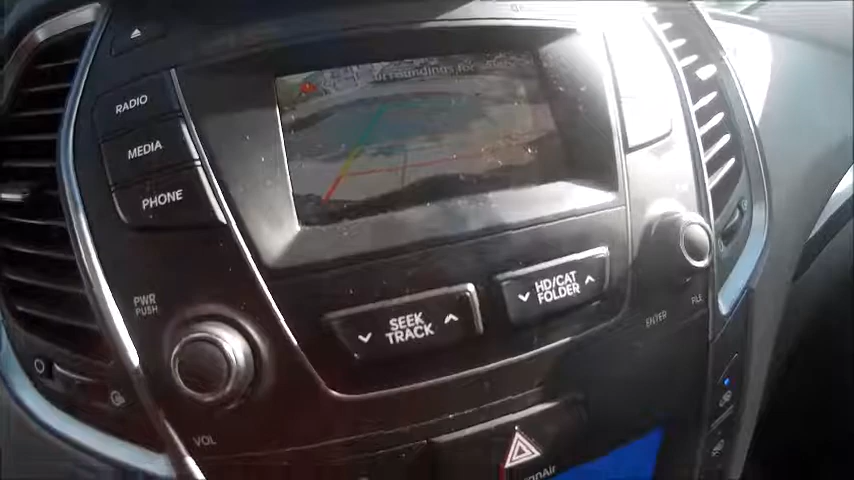 surroundings for safety
RADIO
MEDIA
PHONE
PWR
PUSH
SEEK
TRACK
HD/CAT
FOLDER
ENTER
VOL